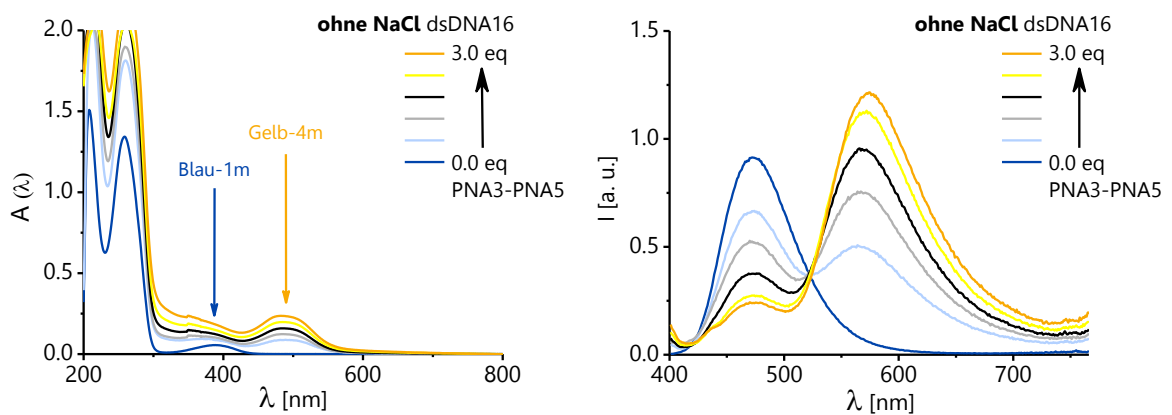 ohne NaCl dsDNA16
3.0 eq
0.0 eq
PNA3-PNA5
Gelb-4m
Blau-1m
A (λ)
2.0
1.5
1.0
0.5
0.0
200 400 600 800
λ [nm]
ohne NaCl dsDNA16
3.0 eq
0.0 eq
PNA3-PNA5
I [a. u.]
1.5
1.0
0.5
0.0
400 500 600 700
λ [nm]